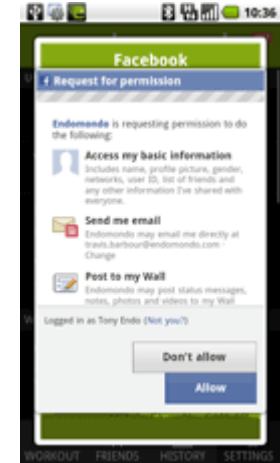 10:36
Facebook
f Request for permission
Endomondo is requesting permission to do
the following:
Access my basic information
Includes name, profile picture, gender,
networks, user ID, list of friends and
any other information I've shared with
everyone.
Send me email
Endomondo may email me directly at
travis.barbour@endomondo.com -
Change
Post to my Wall
Endomondo may post status messages,
notes, photos and videos to my Wall
Logged in as Tony Endo (Not you?)
Don't allow
Allow
WORKOUT FRIENDS HISTORY SETTINGS